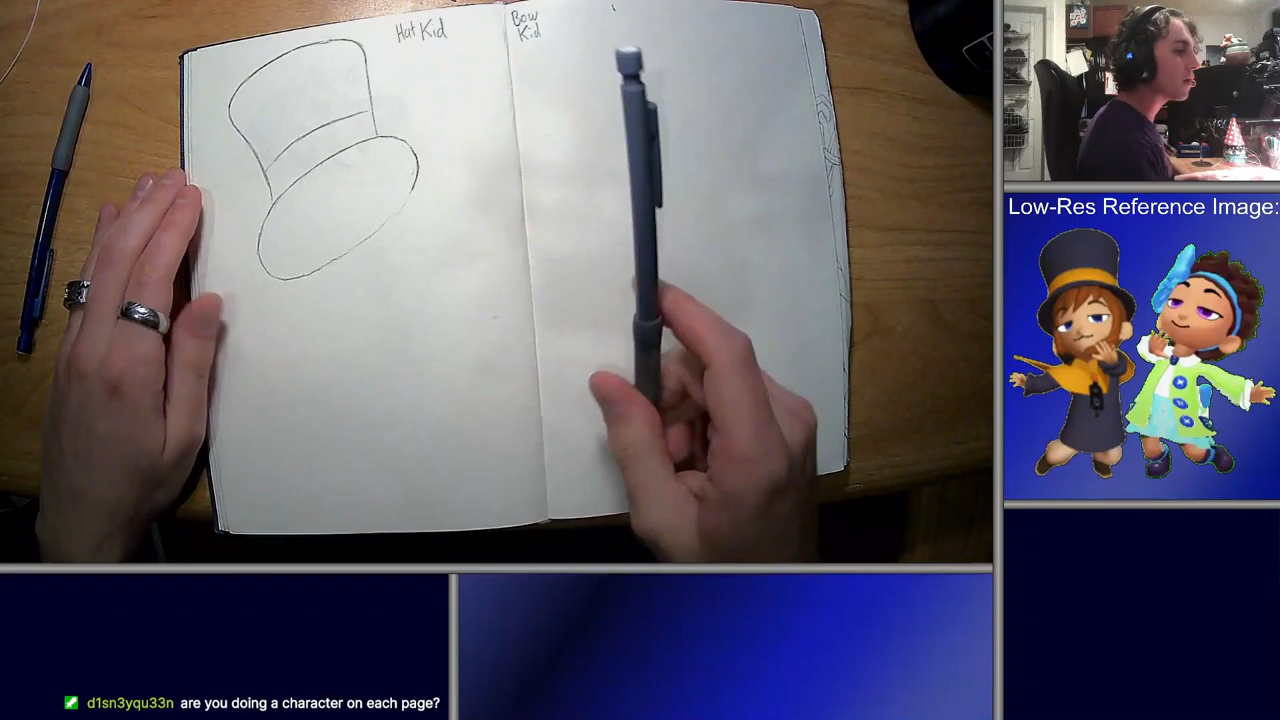 Hat Kid
Bow
Kid
Low-Res Reference Image:
d1sn3yqu33n are you doing a character on each page?